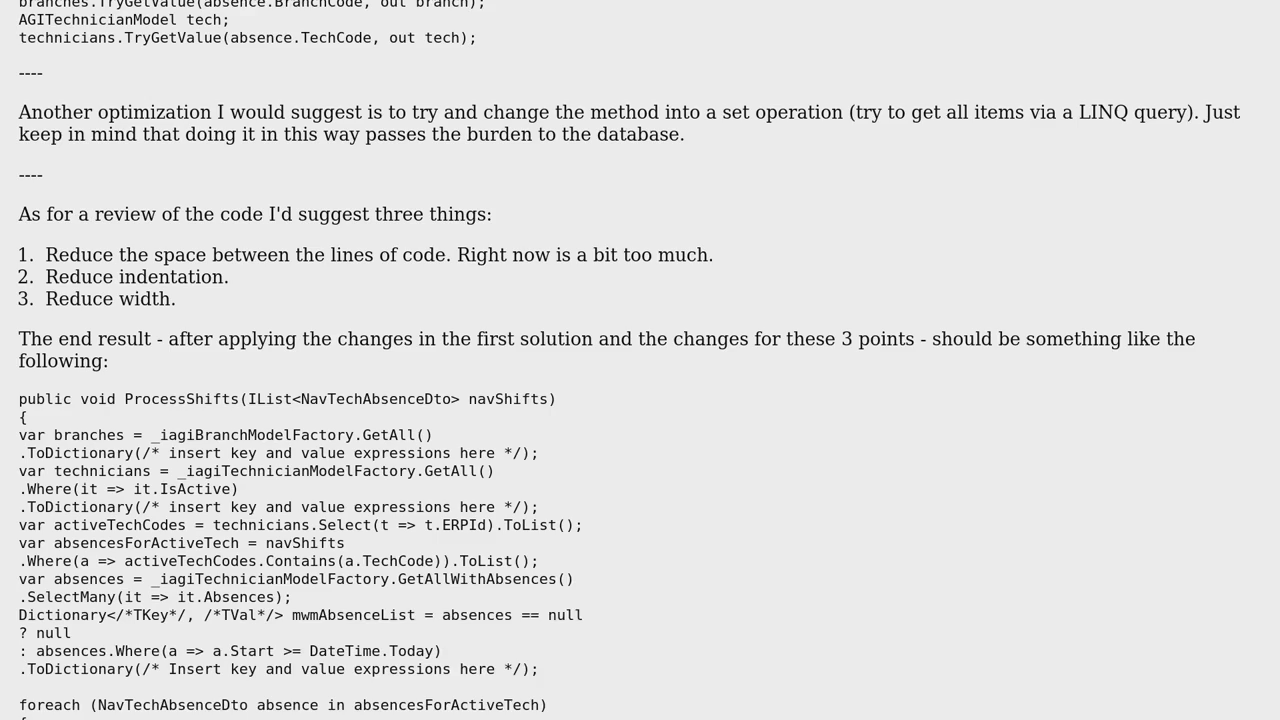 branches.TryGetValue(absence.BranchCode, out branch);
AGITechnicianModel tech;
technicians.TryGetValue(absence.TechCode, out tech);
----
Another optimization I would suggest is to try and change the method into a set operation (try to get all items via a LINQ query). Just
keep in mind that doing it in this way passes the burden to the database.
----
As for a review of the code I'd suggest three things:
1. Reduce the space between the lines of code. Right now is a bit too much.
2. Reduce indentation.
3. Reduce width.
The end result - after applying the changes in the first solution and the changes for these 3 points - should be something like the
following:
public void ProcessShifts(IList<NavTechAbsenceDto> navShifts)
{
var branches = _iagiBranchModelFactory.GetAll()
.ToDictionary(/* insert key and value expressions here */);
var technicians = _iagiTechnicianModelFactory.GetAll()
.Where(it => it.IsActive)
.ToDictionary(/* insert key and value expressions here */);
var activeTechCodes = technicians.Select(t => t.ERPId).ToList();
var absencesForActiveTech = navShifts
.Where(a => activeTechCodes.Contains(a.TechCode)).ToList();
var absences = _iagiTechnicianModelFactory.GetAllWithAbsences()
.SelectMany(it => it.Absences);
Dictionary</*TKey*/, /*TVal*/> mwmAbsenceList = absences == null
? null
: absences.Where(a => a.Start >= DateTime.Today)
.ToDictionary(/* Insert key and value expressions here */);
foreach (NavTechAbsenceDto absence in absencesForActiveTech)
{